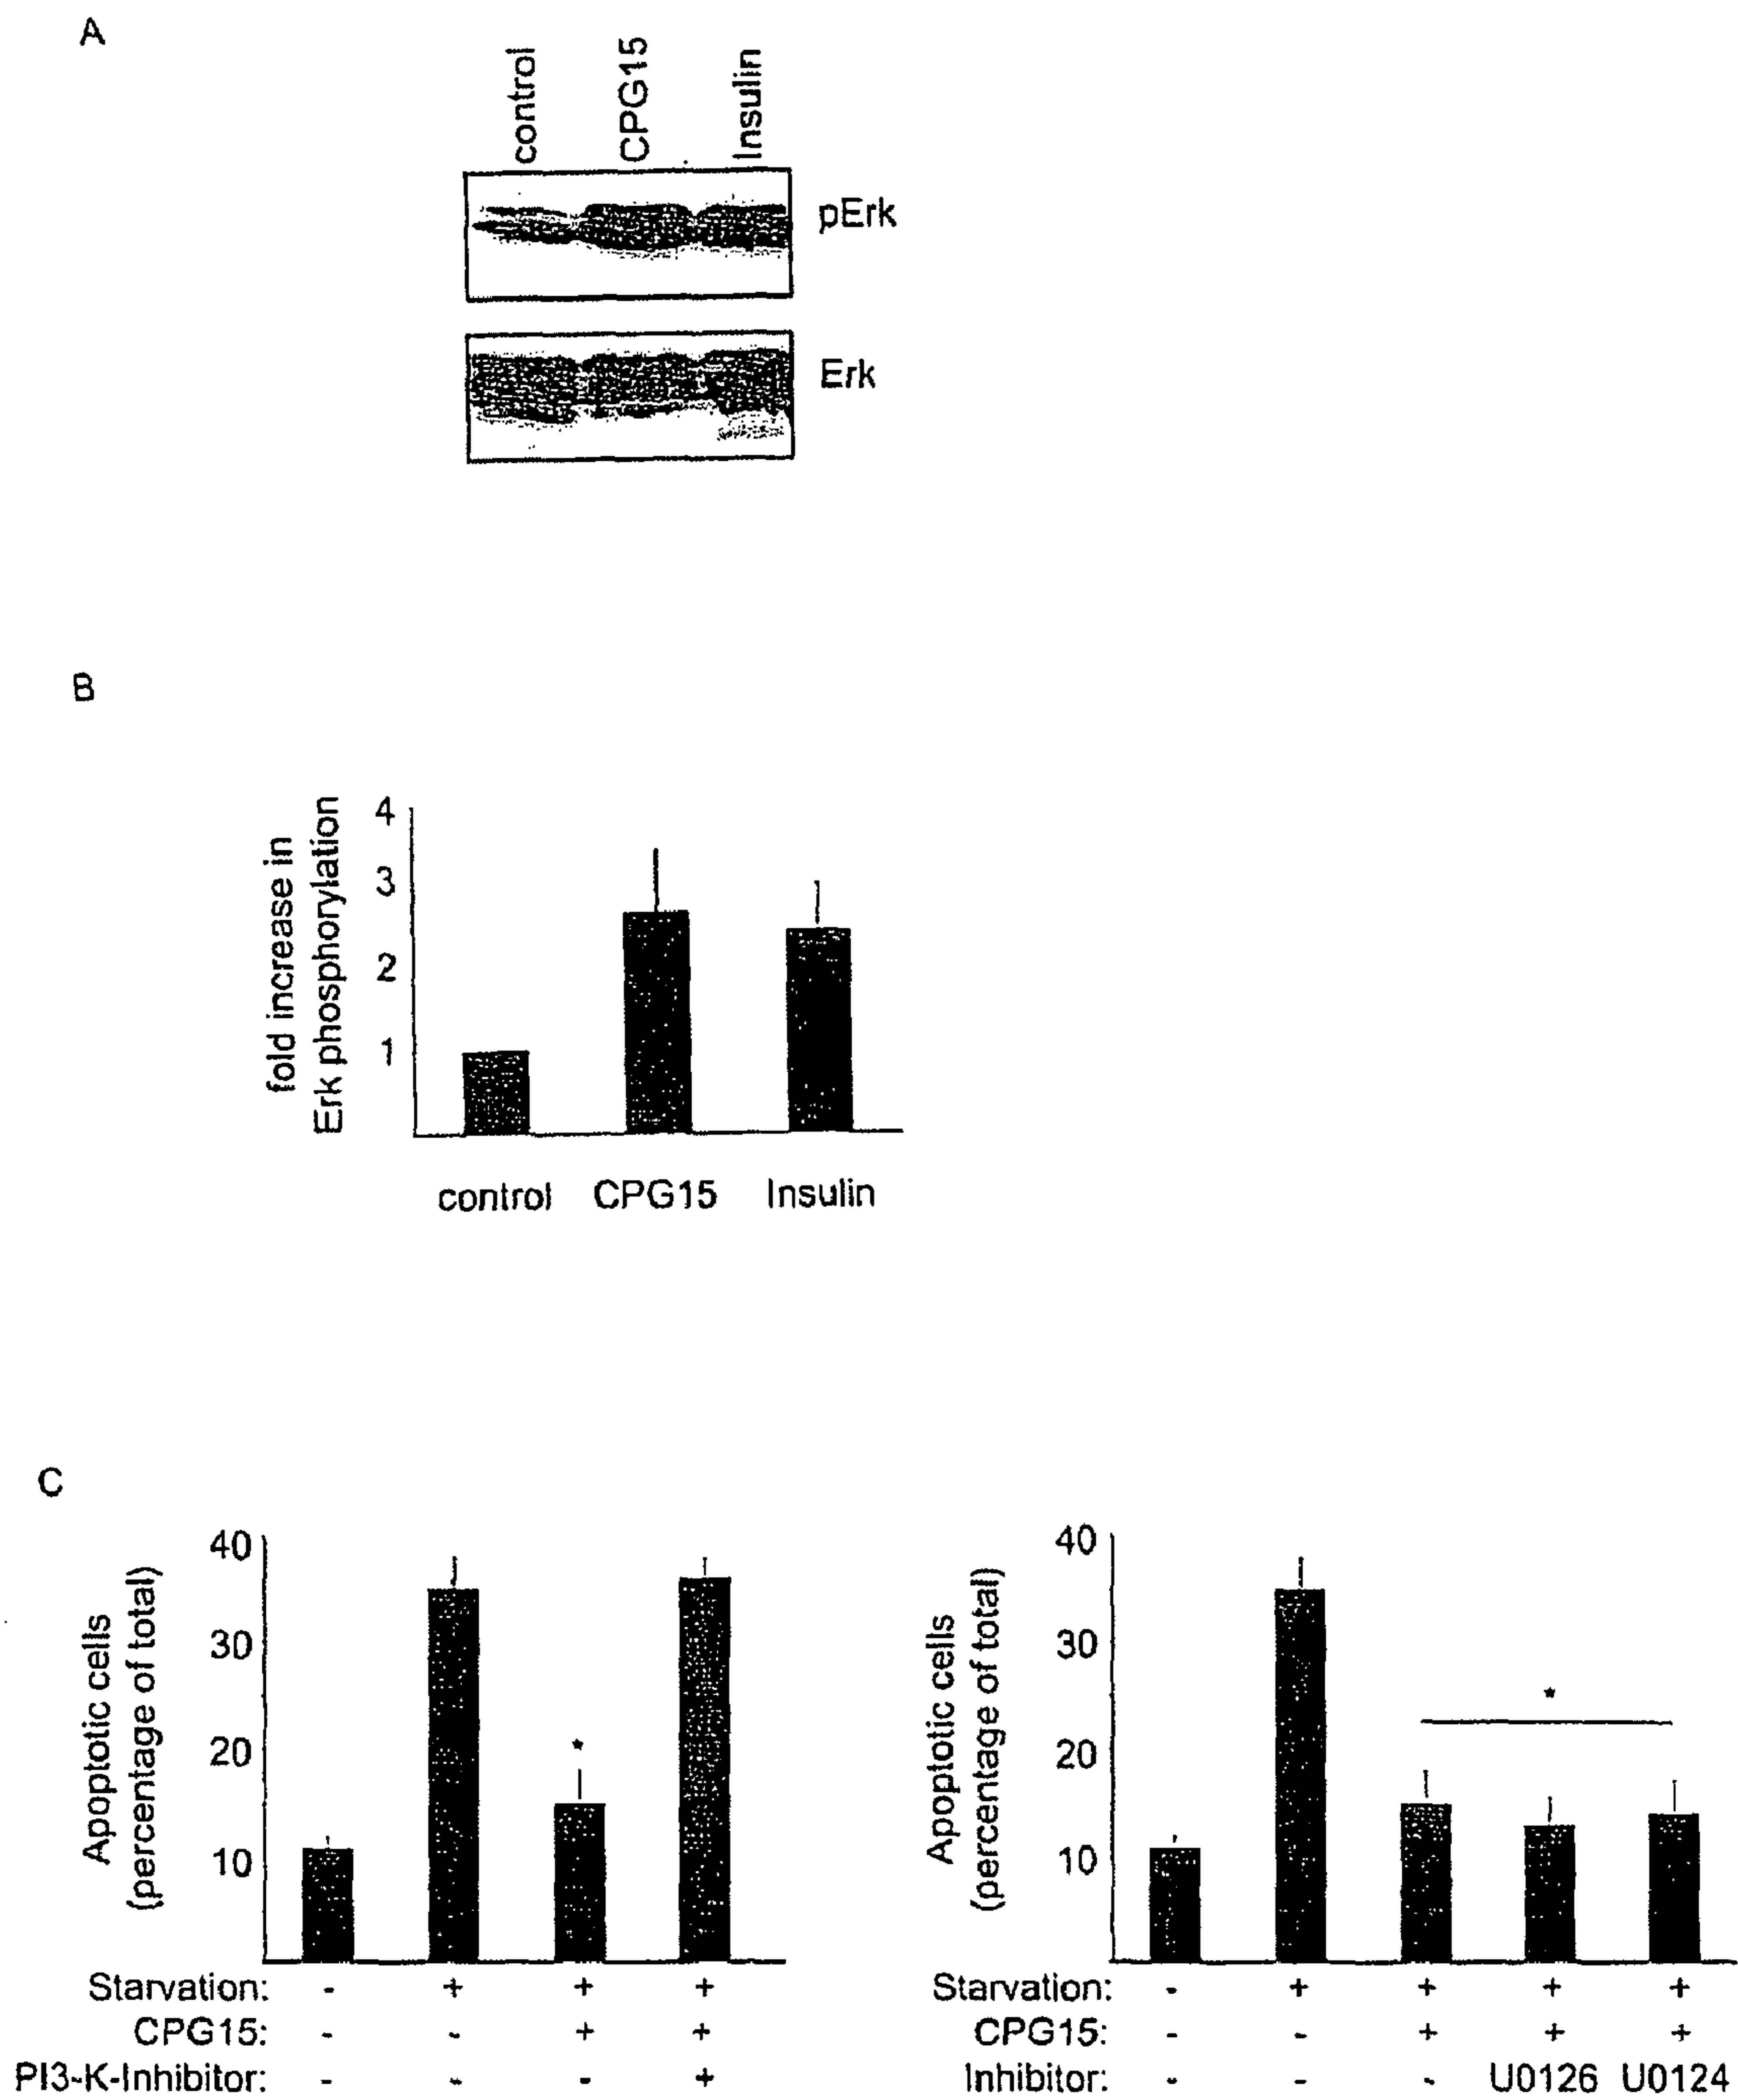 A
control
CPG15
Insulin
pErk
Erk
B
fold increase in
Erk phosphorylation
4
3
2
1
control CPG15 Insulin
C
Apoptotic cells
(percentage of total)
40
30
20
10
Starvation: - + + +
CPG15: - - + +
PI3-K-Inhibitor: - - - +
Apoptotic cells
(percentage of total)
40
30
20
10
*
*
Starvation: - + + + +
CPG15: - - + + +
Inhibitor: - - - U0126 U0124